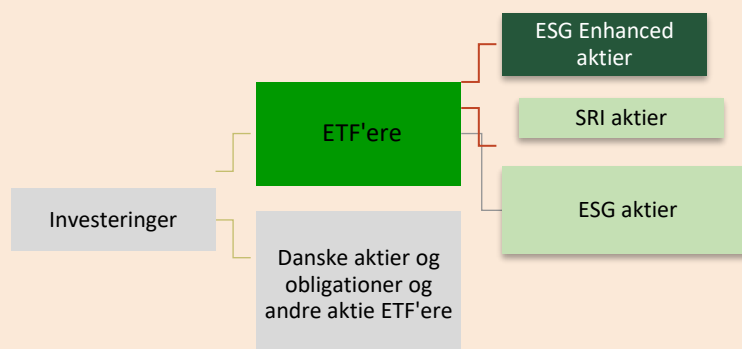 Investeringer
ETF'ere
Danske aktier og
obligationer og
andre aktie ETF'ere
ESG Enhanced
aktier
SRI aktier
ESG aktier